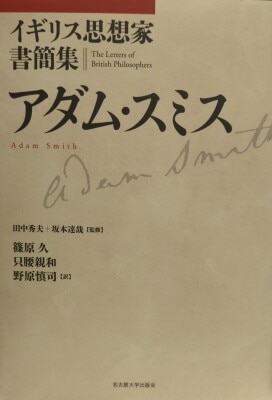 イギリス思想家
書簡集
The Letters of
British Philosophers
アダム・スミス
Adam Smith
Adam Smith
田中秀夫+坂本達哉【監修】
篠原 久
只腰親和
野原慎司【訳】
名古屋大学出版会